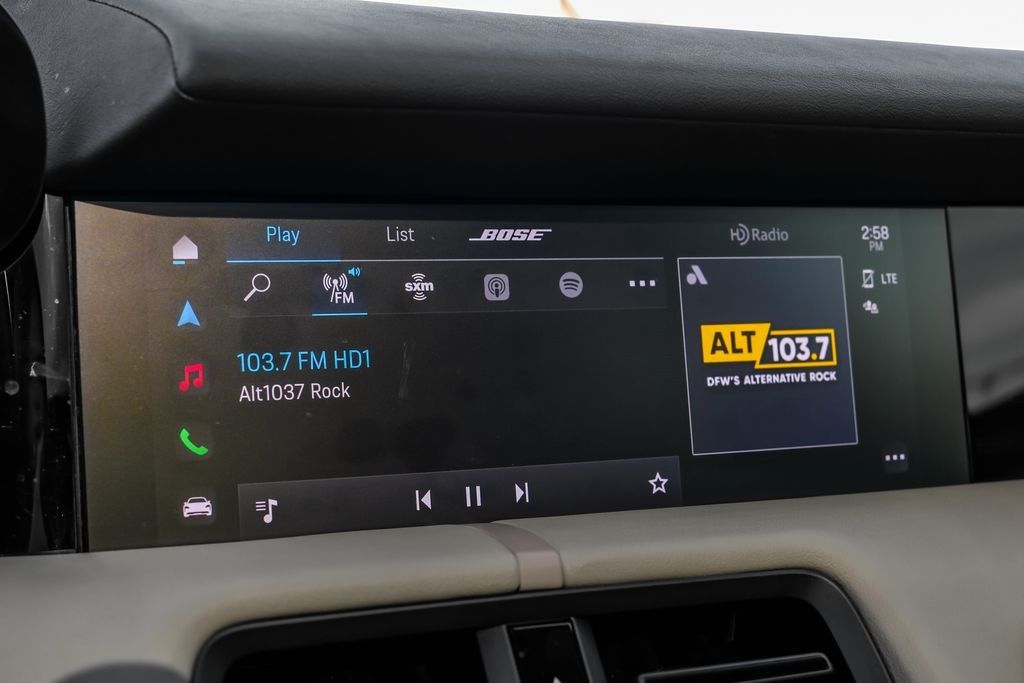 Play List BOSE HD Radio 2:58
PM
FM sxm LTE
103.7 FM HD1
Alt1037 Rock
A
ALT 103.7
DFW'S ALTERNATIVE ROCK